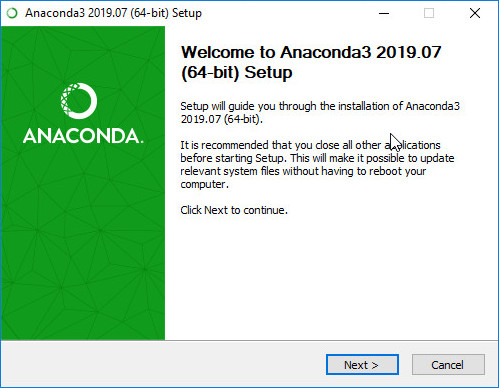 Anaconda3 2019.07 (64-bit) Setup
ANACONDA.
Welcome to Anaconda3 2019.07
(64-bit) Setup
Setup will guide you through the installation of Anaconda3
2019.07 (64-bit).
It is recommended that you close all other applications
before starting Setup. This will make it possible to update
relevant system files without having to reboot your
computer.
Click Next to continue.
Next >
Cancel